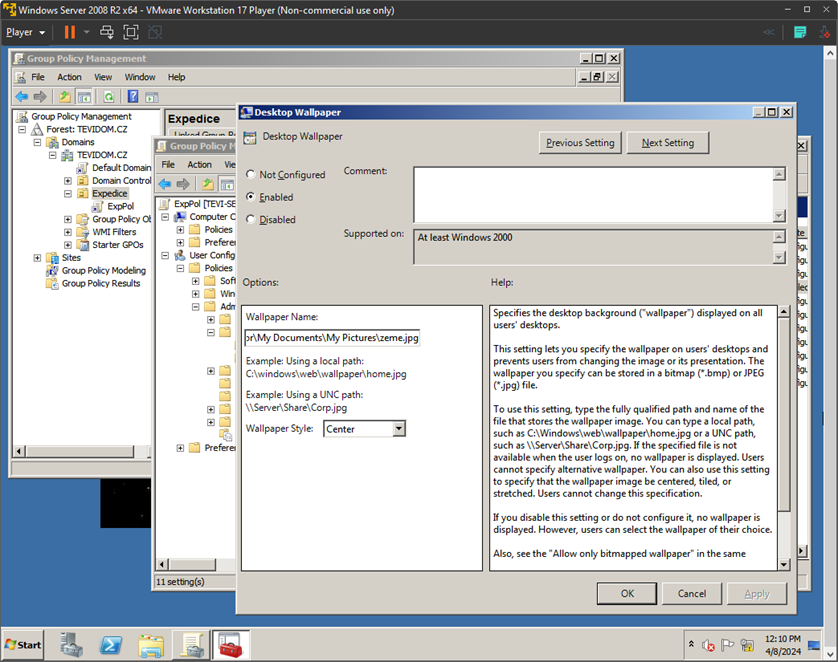 Windows Server 2008 R2 x64 - VMware Workstation 17 Player (Non-commercial use only)
Player
Group Policy Management
File Action View Window Help
Group Policy Management
Forest: TEVIDOM.CZ
Domains
TEVIDOM.CZ
Default Domain
Domain Control
Expedice
ExpPol
Group Policy Ob
WMI Filters
Starter GPOs
Sites
Group Policy Modeling
Group Policy Results
Expedice
Group Policy M
File Action Vie
ExpPol [TEVI-SE
Computer C
Policies
Prefere
User Config
Policies
Soft
Win
Adm
Prefere
11 setting(s)
Desktop Wallpaper
Desktop Wallpaper
Previous Setting
Next Setting
Not Configured
Enabled
Disabled
Comment:
Supported on:
At least Windows 2000
Options:
Help:
Wallpaper Name:
or\My Documents\My Pictures\zeme.jpg
Example: Using a local path:
C:\windows\web\wallpaper\home.jpg
Example: Using a UNC path:
\\Server\Share\Corp.jpg
Wallpaper Style: Center
Specifies the desktop background ("wallpaper") displayed on all
users' desktops.
This setting lets you specify the wallpaper on users' desktops and
prevents users from changing the image or its presentation. The
wallpaper you specify can be stored in a bitmap (*.bmp) or JPEG
(*.jpg) file.
To use this setting, type the fully qualified path and name of the
file that stores the wallpaper image. You can type a local path,
such as C:\Windows\web\wallpaper\home.jpg or a UNC path,
such as \\Server\Share\Corp.jpg. If the specified file is not
available when the user logs on, no wallpaper is displayed. Users
cannot specify alternative wallpaper. You can also use this setting
to specify that the wallpaper image be centered, tiled, or
stretched. Users cannot change this specification.
If you disable this setting or do not configure it, no wallpaper is
displayed. However, users can select the wallpaper of their choice.
Also, see the "Allow only bitmapped wallpaper" in the same
OK
Cancel
Apply
Start
12:10 PM
4/8/2024